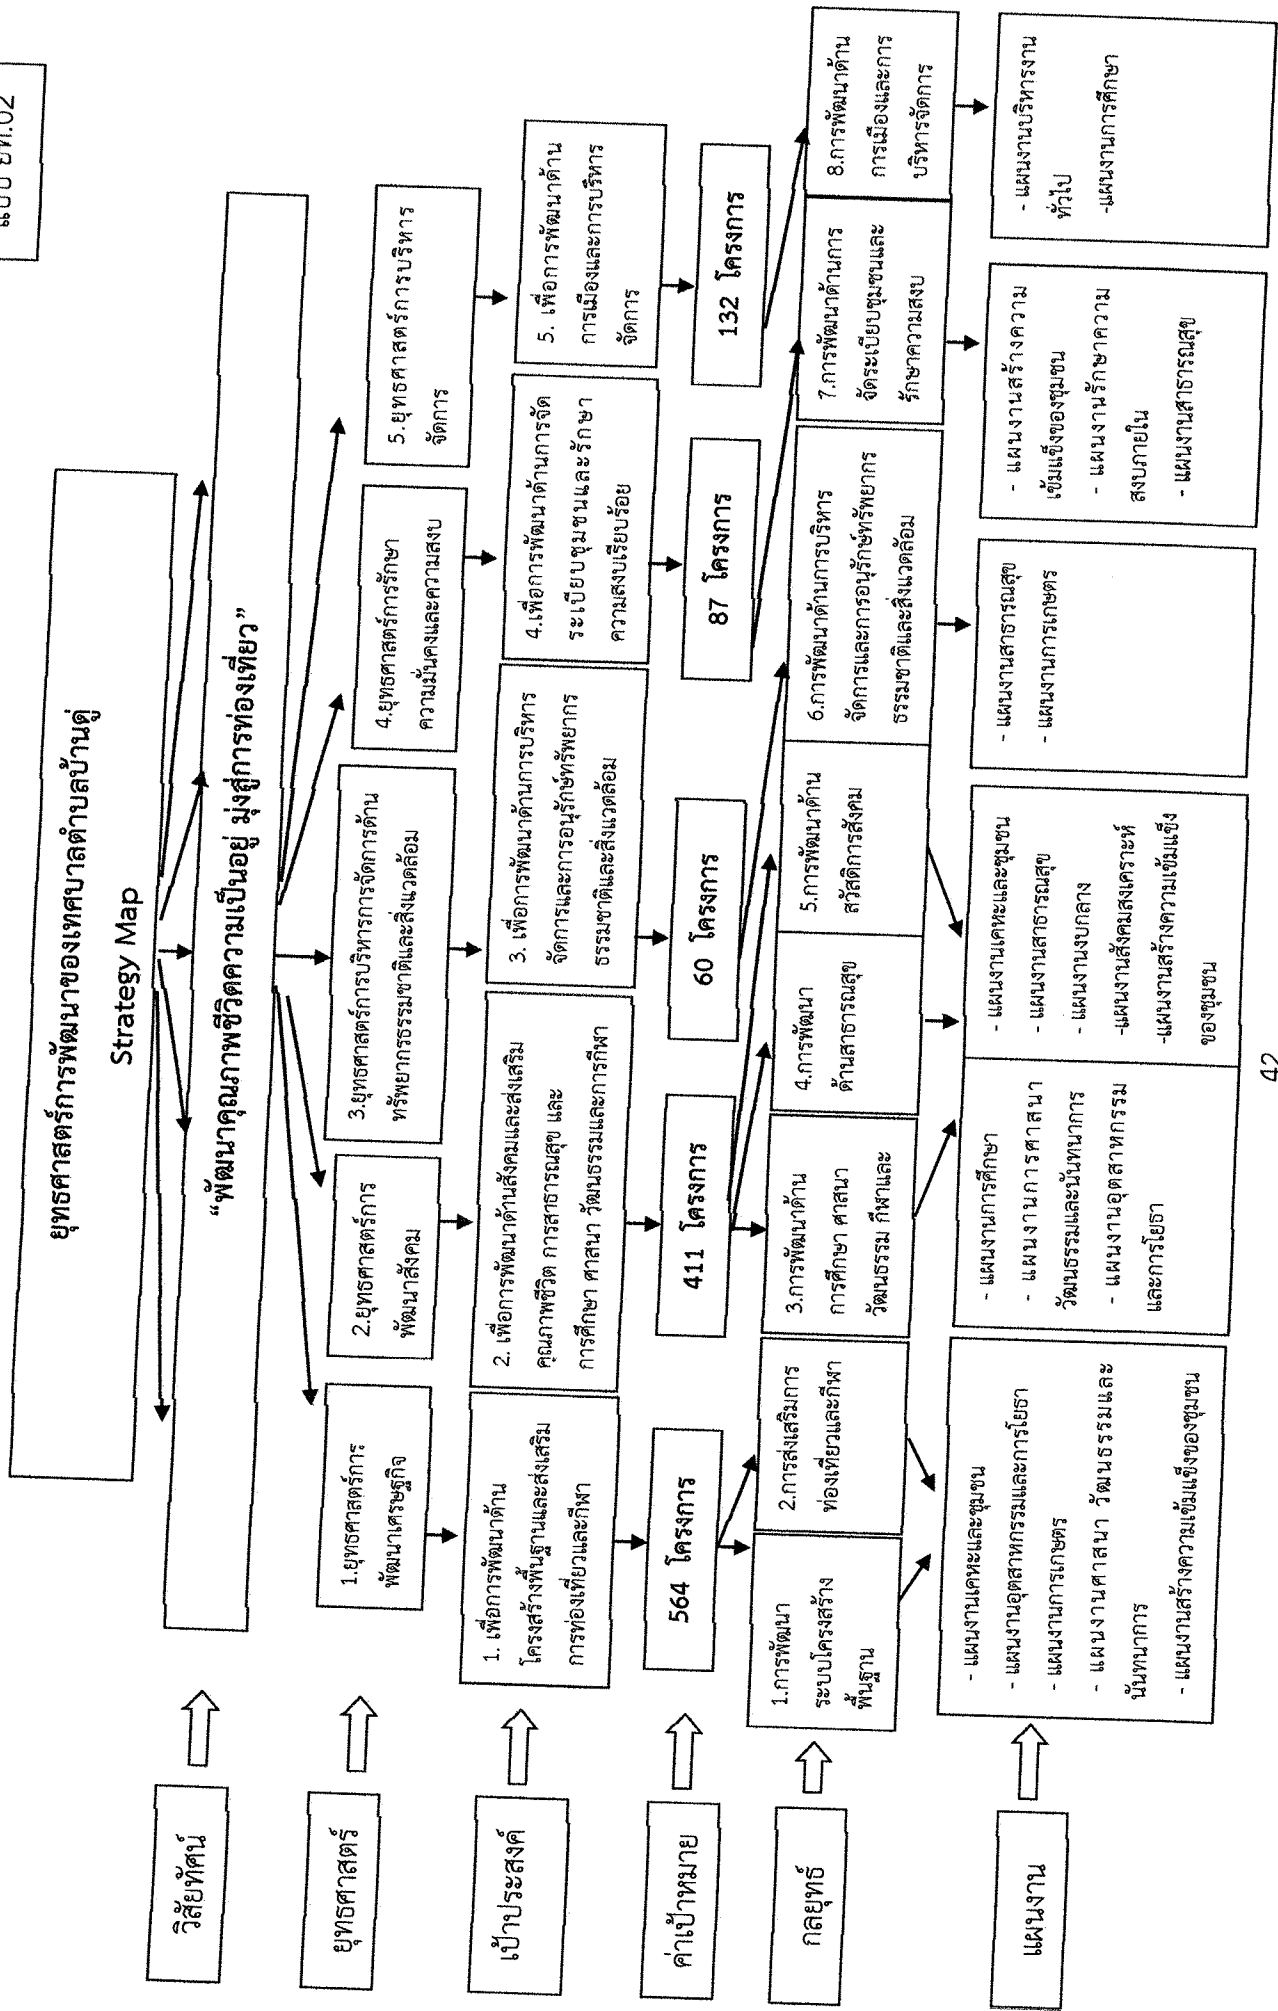 แบบ ยท.02
ยุทธศาสตร์การพัฒนาของเทศบาลตำบลบ้านดู่
Strategy Map
วิสัยทัศน์
“พัฒนาคุณภาพชีวิตความเป็นอยู่ มุ่งสู่การท่องเที่ยว”
ยุทธศาสตร์
1.ยุทธศาสตร์การ
พัฒนาเศรษฐกิจ
2.ยุทธศาสตร์การ
พัฒนาสังคม
3.ยุทธศาสตร์การบริหารการจัดการด้าน
ทรัพยากรธรรมชาติและสิ่งแวดล้อม
4.ยุทธศาสตร์การรักษา
ความมั่นคงและความสงบ
5.ยุทธศาสตร์การบริหาร
จัดการ
เป้าประสงค์
1. เพื่อการพัฒนาด้าน
โครงสร้างพื้นฐานและส่งเสริม
การท่องเที่ยวและกีฬา
2. เพื่อการพัฒนาด้านสังคมและส่งเสริม
คุณภาพชีวิต การสาธารณสุข และ
การศึกษา ศาสนา วัฒนธรรมและการกีฬา
3. เพื่อการพัฒนาด้านการบริหาร
จัดการและการอนุรักษ์ทรัพยากร
ธรรมชาติและสิ่งแวดล้อม
4.เพื่อการพัฒนาด้านการจัด
ระเบียบชุมชนและรักษา
ความสงบเรียบร้อย
5. เพื่อการพัฒนาด้าน
การเมืองและการบริหาร
จัดการ
ค่าเป้าหมาย
564 โครงการ
411 โครงการ
60 โครงการ
87 โครงการ
132 โครงการ
กลยุทธ์
1.การพัฒนา
ระบบโครงสร้าง
พื้นฐาน
2.การส่งเสริมการ
ท่องเที่ยวและกีฬา
3.การพัฒนาด้าน
การศึกษา ศาสนา
วัฒนธรรม กีฬาและ
4.การพัฒนา
ด้านสาธารณสุข
5.การพัฒนาด้าน
สวัสดิการสังคม
6.การพัฒนาด้านการบริหาร
จัดการและการอนุรักษ์ทรัพยากร
ธรรมชาติและสิ่งแวดล้อม
7.การพัฒนาด้านการ
จัดระเบียบชุมชนและ
รักษาความสงบ
8.การพัฒนาด้าน
การเมืองและการ
บริหารจัดการ
แผนงาน
- แผนงานเคหะและชุมชน
- แผนงานอุตสาหกรรมและการโยธา
- แผนงานการเกษตร
- แผนงานศาสนา วัฒนธรรมและ
นันทนาการ
- แผนงานสร้างความเข้มแข็งของชุมชน
- แผนงานการศึกษา
- แผนงานการศาสนา
วัฒนธรรมและนันทนาการ
- แผนงานอุตสาหกรรม
และการโยธา
- แผนงานเคหะและชุมชน
- แผนงานสาธารณสุข
- แผนงานงบกลาง
-แผนงานสังคมสงเคราะห์
-แผนงานสร้างความเข้มแข็ง
ของชุมชน
- แผนงานสาธารณสุข
- แผนงานการเกษตร
- แผนงานสร้างความ
เข้มแข็งของชุมชน
- แผนงานรักษาความ
สงบภายใน
- แผนงานสาธารณสุข
- แผนงานบริหารงาน
ทั่วไป
-แผนงานการศึกษา
42